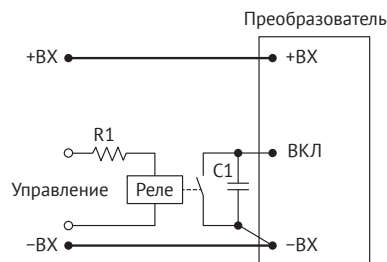 Преобразователь
+ВХ
+ВХ
R1
ВКЛ
C1
Управление
Реле
−ВХ
−ВХ